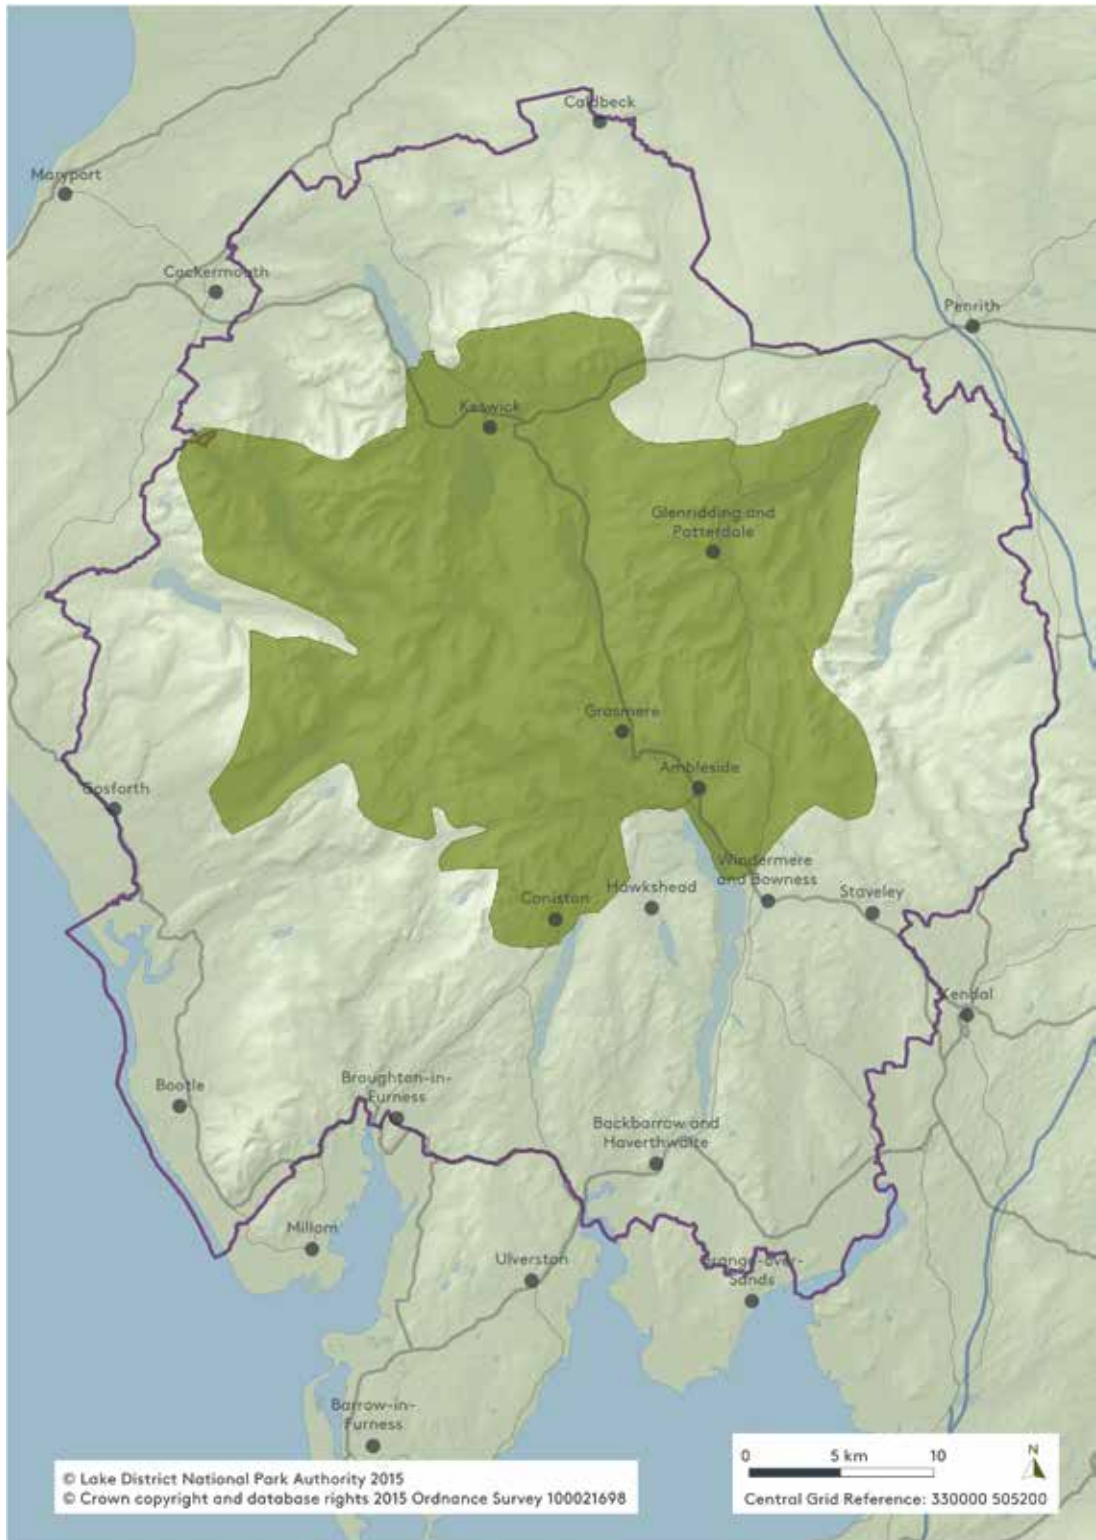 Caldbeck
Maryport
Cockermouth
Penrith
Keswick
Glenridding and
Patterdale
Grasmere
Ambleside
Gosforth
Windermere
and Bowness
Hawkshead
Staveley
Coniston
Kendal
Bootle
Broughton-in-
Furness
Backbarrow and
Haverthwaite
Millom
Ulverston
Grange-over-
Sands
Barrow-in-
Furness
0 5 km 10
N
Central Grid Reference: 330000 505200
© Lake District National Park Authority 2015
© Crown copyright and database rights 2015 Ordnance Survey 100021698